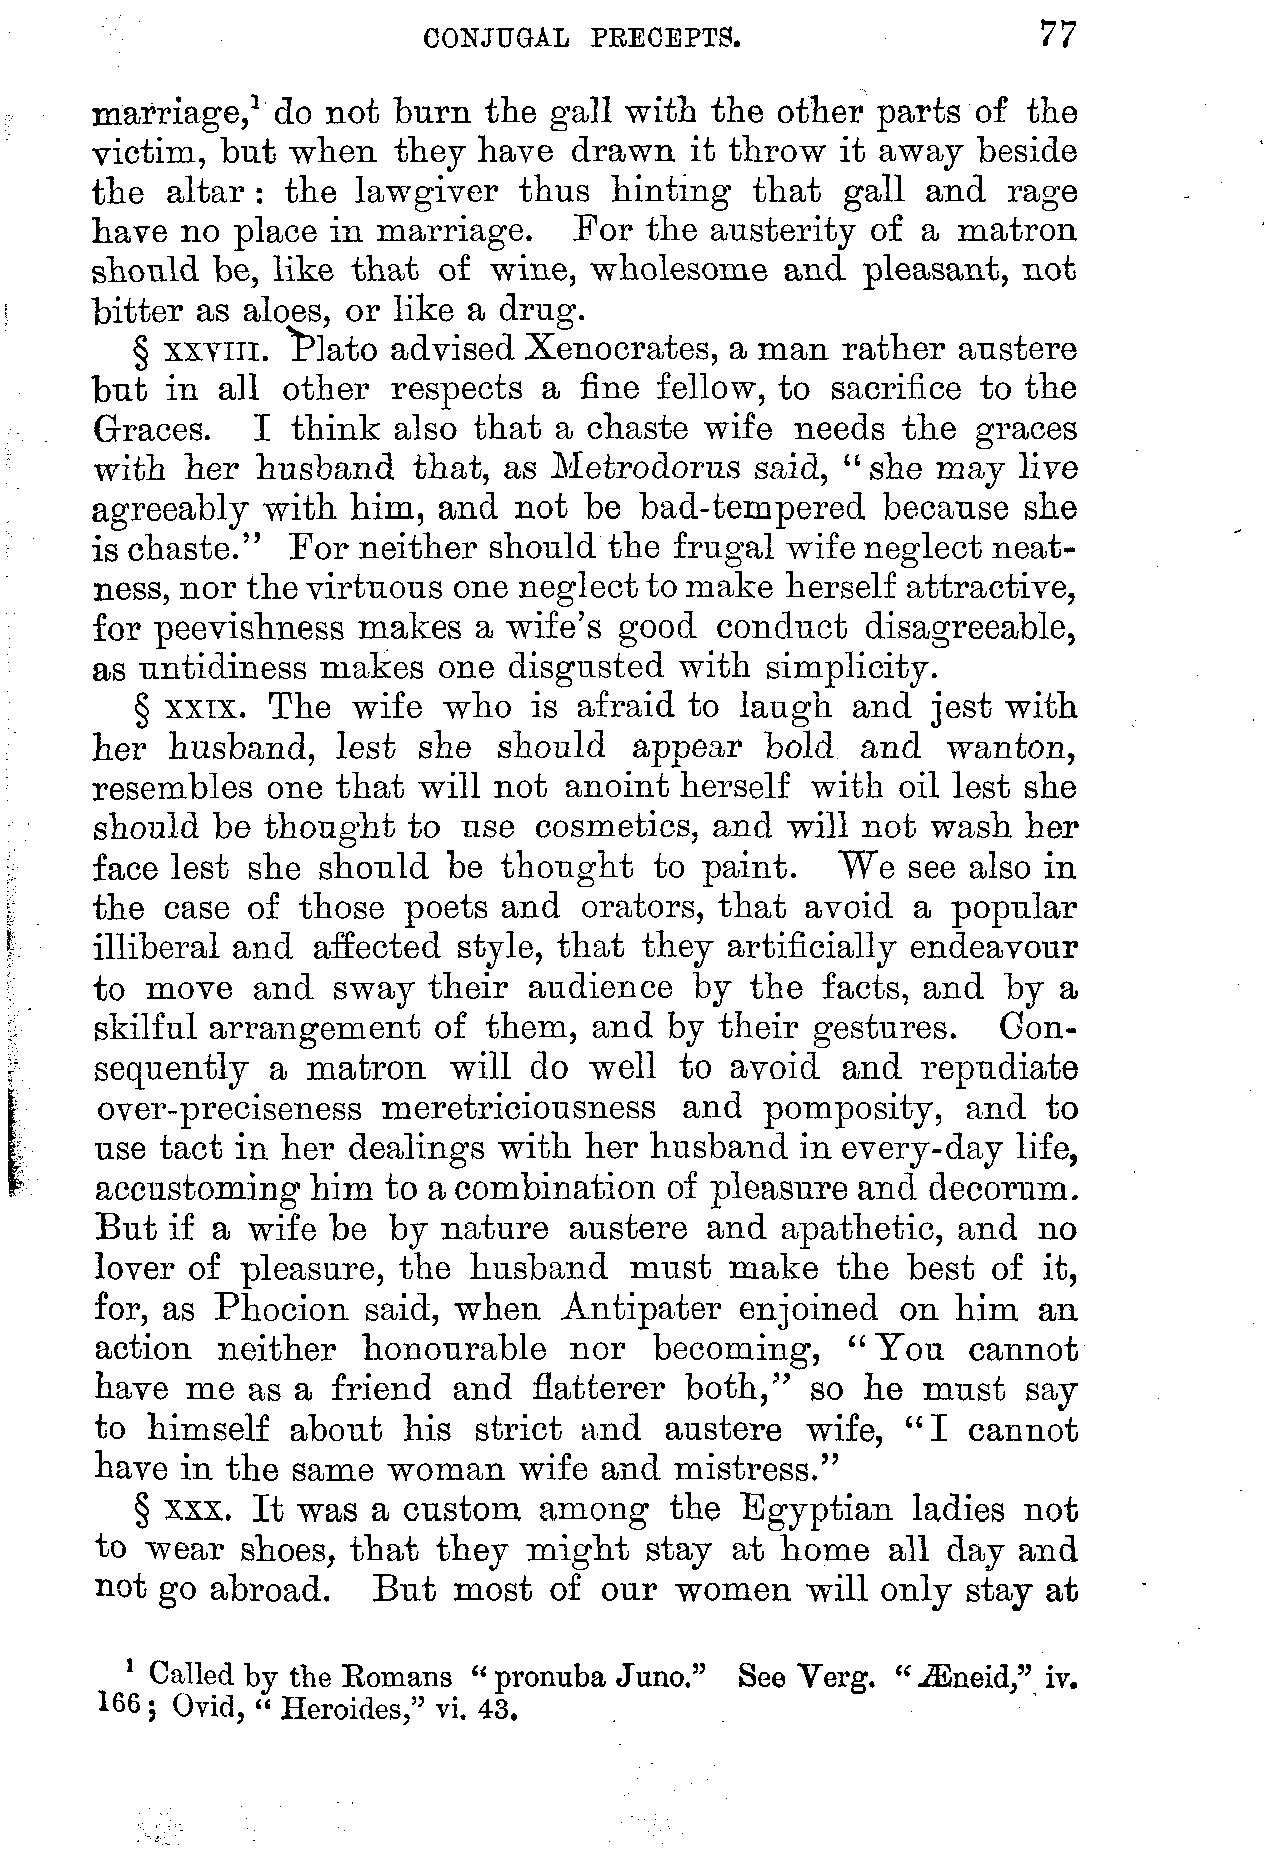 CONJUGAL PRECEPTS. 77
marriage,¹ do not burn the gall with the other parts of the
victim, but when they have drawn it throw it away beside
the altar : the lawgiver thus hinting that gall and rage
have no place in marriage. For the austerity of a matron
should be, like that of wine, wholesome and pleasant, not
bitter as aloes, or like a drug.
§ XXVIII. Plato advised Xenocrates, a man rather austere
but in all other respects a fine fellow, to sacrifice to the
Graces. I think also that a chaste wife needs the graces
with her husband that, as Metrodorus said, “ she may live
agreeably with him, and not be bad-tempered because she
is chaste.” For neither should the frugal wife neglect neat-
ness, nor the virtuous one neglect to make herself attractive,
for peevishness makes a wife’s good conduct disagreeable,
as untidiness makes one disgusted with simplicity.
§ XXIX. The wife who is afraid to laugh and jest with
her husband, lest she should appear bold and wanton,
resembles one that will not anoint herself with oil lest she
should be thought to use cosmetics, and will not wash her
face lest she should be thought to paint. We see also in
the case of those poets and orators, that avoid a popular
illiberal and affected style, that they artificially endeavour
to move and sway their audience by the facts, and by a
skilful arrangement of them, and by their gestures. Con-
sequently a matron will do well to avoid and repudiate
over-preciseness meretriciousness and pomposity, and to
use tact in her dealings with her husband in every-day life,
accustoming him to a combination of pleasure and decorum.
But if a wife be by nature austere and apathetic, and no
lover of pleasure, the husband must make the best of it,
for, as Phocion said, when Antipater enjoined on him an
action neither honourable nor becoming, “ You cannot
have me as a friend and flatterer both,” so he must say
to himself about his strict and austere wife, “ I cannot
have in the same woman wife and mistress.”
§ XXX. It was a custom among the Egyptian ladies not
to wear shoes, that they might stay at home all day and
not go abroad. But most of our women will only stay at
¹ Called by the Romans “ pronuba Juno.” See Verg. “ Æneid,” iv.
166 ; Ovid, “ Heroides,” vi. 43.